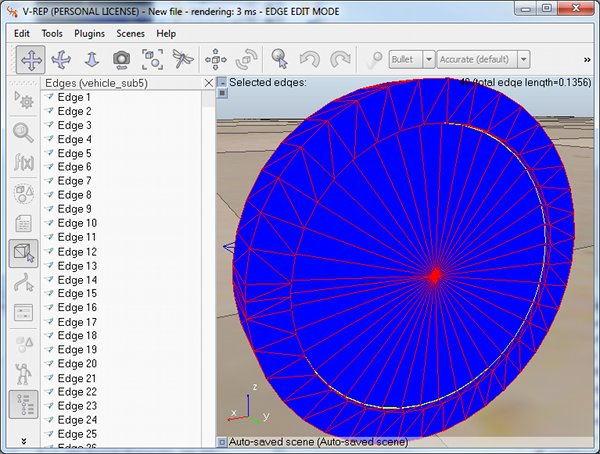 V-REP (PERSONAL LICENSE) - New file - rendering: 3 ms - EDGE EDIT MODE
Edit Tools Plugins Scenes Help
Bullet Accurate (default) »
Edges (vehicle_sub5)
Selected edges: 49 (total edge length=0.1356)
Edge 1
Edge 2
Edge 3
Edge 4
Edge 5
Edge 6
Edge 7
Edge 8
Edge 9
Edge 10
Edge 11
Edge 12
Edge 13
Edge 14
Edge 15
Edge 16
Edge 17
Edge 18
Edge 19
Edge 20
Edge 21
Edge 22
Edge 23
Edge 24
Edge 25
f(x)
z
x
y
Auto-saved scene (Auto-saved scene)